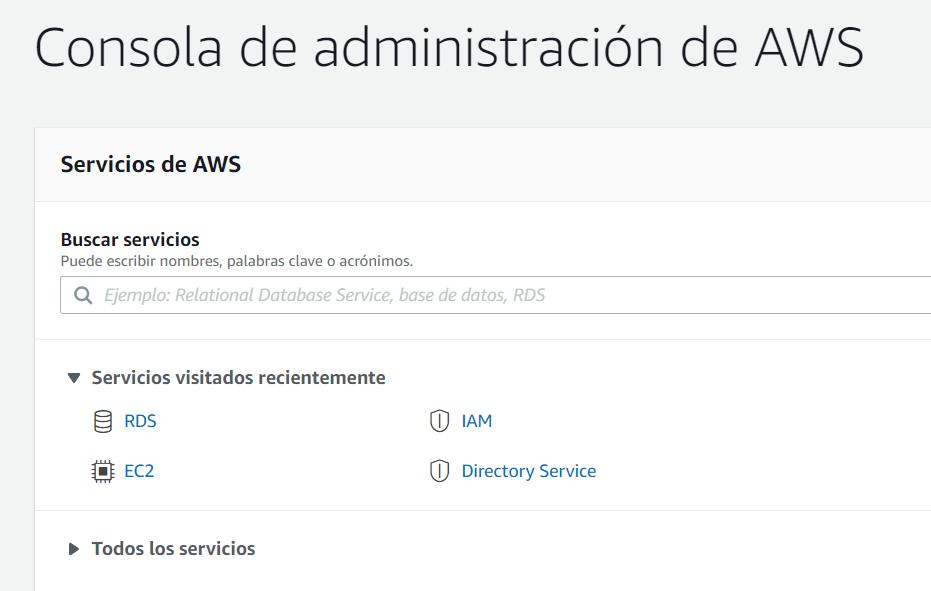 Consola de administración de AWS
Servicios de AWS
Buscar servicios
Puede escribir nombres, palabras clave o acrónimos.
Ejemplo: Relational Database Service, base de datos, RDS
Servicios visitados recientemente
RDS
IAM
EC2
Directory Service
Todos los servicios